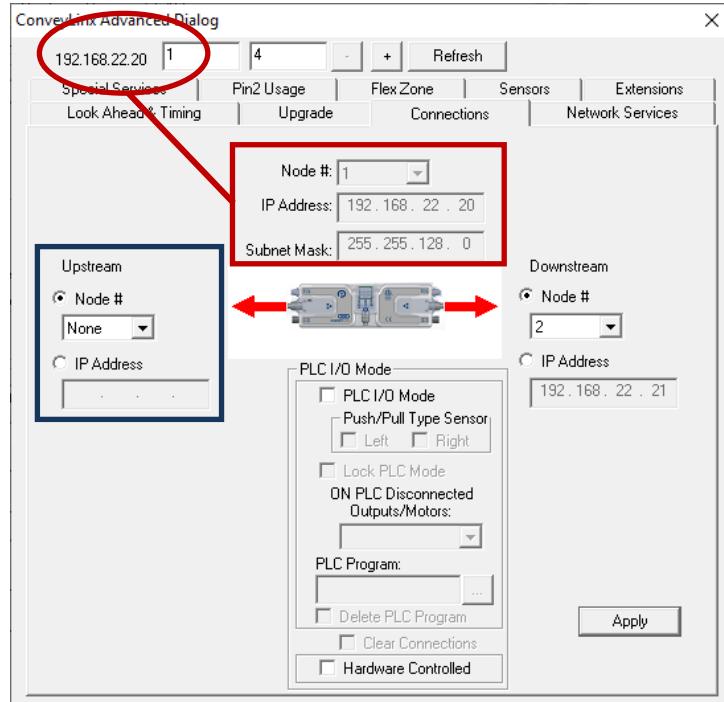 ConveyLinx Advanced Dialog
192.168.22.20 1 4 - + Refresh
Special Services Pin2 Usage Flex Zone Sensors Extensions
Look Ahead & Timing Upgrade Connections Network Services
Node #: 1
IP Address: 192 . 168 . 22 . 20
Subnet Mask: 255 . 255 . 128 . 0
Upstream
Node #
None
IP Address
. . .
Downstream
Node #
2
IP Address
192 . 168 . 22 . 21
PLC I/O Mode
PLC I/O Mode
Push/Pull Type Sensor
Left Right
Lock PLC Mode
ON PLC Disconnected
Outputs/Motors:
PLC Program:
...
Delete PLC Program
Clear Connections
Hardware Controlled
Apply